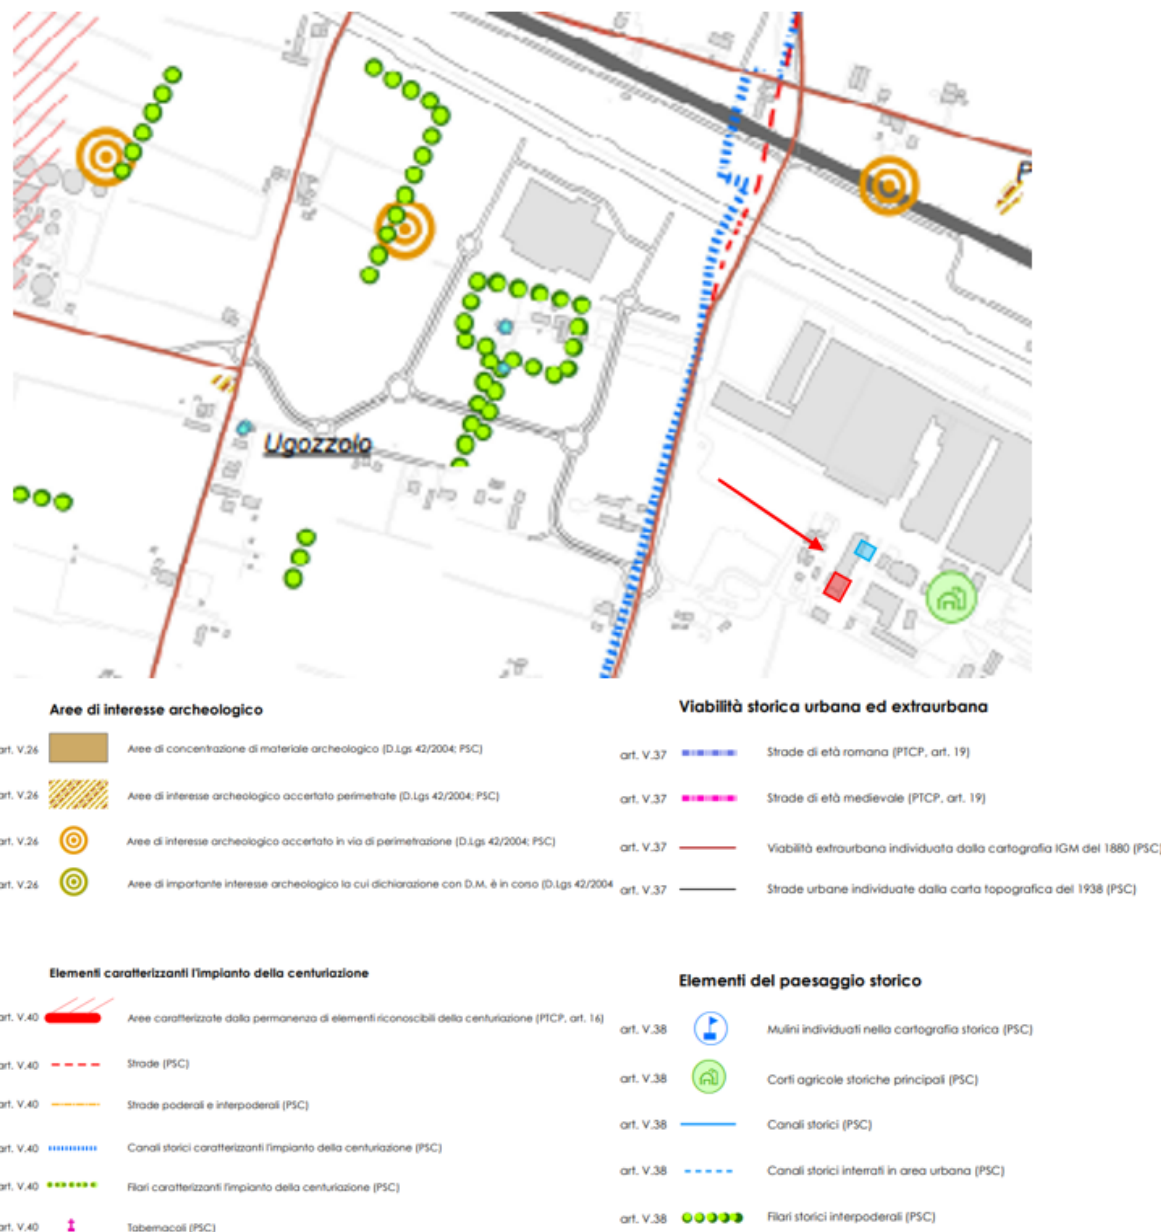 P
Ugozzolo
Aree di interesse archeologico
art. V.26 Aree di concentrazione di materiale archeologico (D.Lgs 42/2004; PSC)
art. V.26 Aree di interesse archeologico accertato perimetrate (D.Lgs 42/2004; PSC)
art. V.26 Aree di interesse archeologico accertato in via di perimetrazione (D.Lgs 42/2004; PSC)
art. V.26 Aree di importante interesse archeologico la cui dichiarazione con D.M. è in corso (D.Lgs 42/2004
Viabilità storica urbana ed extraurbana
art. V.37 Strade di età romana (PTCP, art. 19)
art. V.37 Strade di età medievale (PTCP, art. 19)
art. V.37 Viabilità extraurbana individuata dalla cartografia IGM del 1880 (PSC)
art. V.37 Strade urbane individuate dalla carta topografica del 1938 (PSC)
Elementi caratterizzanti l'impianto della centuriazione
art. V.40 Aree caratterizzate dalla permanenza di elementi riconoscibili della centuriazione (PTCP, art. 16)
art. V.40 Strade (PSC)
art. V.40 Strade poderali e interpoderali (PSC)
art. V.40 Canali storici caratterizzanti l'impianto della centuriazione (PSC)
art. V.40 Filari caratterizzanti l'impianto della centuriazione (PSC)
art. V.40 Tabernacoli (PSC)
Elementi del paesaggio storico
art. V.38 Mulini individuati nella cartografia storica (PSC)
art. V.38 Corti agricole storiche principali (PSC)
art. V.38 Canali storici (PSC)
art. V.38 Canali storici interrati in area urbana (PSC)
art. V.38 Filari storici interpoderali (PSC)